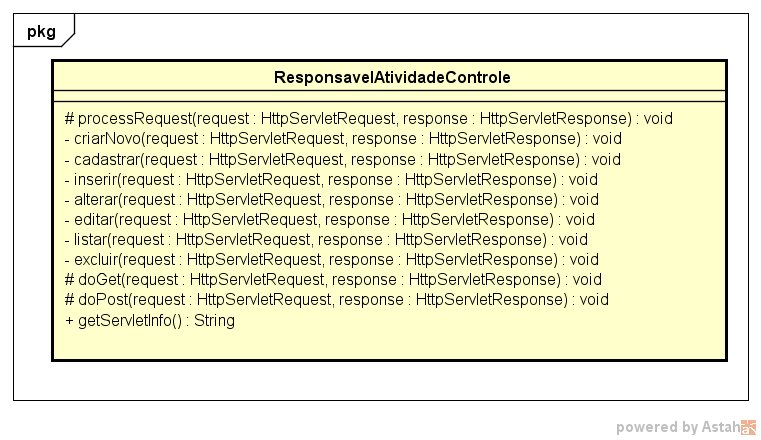 pkg
ResponsavelAtividadeControle
# processRequest(request : HttpServletRequest, response : HttpServletResponse) : void
- criarNovo(request : HttpServletRequest, response : HttpServletResponse) : void
- cadastrar(request : HttpServletRequest, response : HttpServletResponse) : void
- inserir(request : HttpServletRequest, response : HttpServletResponse) : void
- alterar(request : HttpServletRequest, response : HttpServletResponse) : void
- editar(request : HttpServletRequest, response : HttpServletResponse) : void
- listar(request : HttpServletRequest, response : HttpServletResponse) : void
- excluir(request : HttpServletRequest, response : HttpServletResponse) : void
# doGet(request : HttpServletRequest, response : HttpServletResponse) : void
# doPost(request : HttpServletRequest, response : HttpServletResponse) : void
+ getServletInfo() : String
powered by Astah